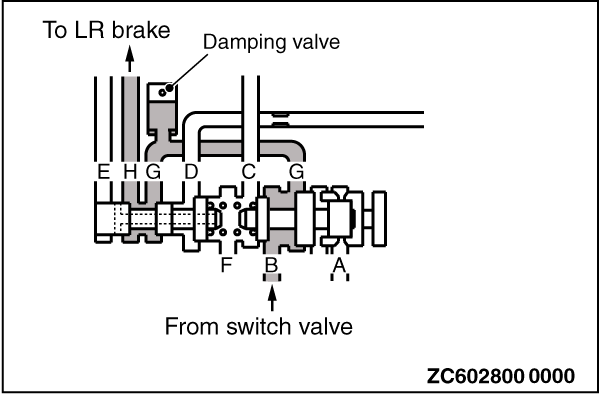 To LR brake
Damping valve
E H G D C G
F B A
From switch valve
ZC602800 0000